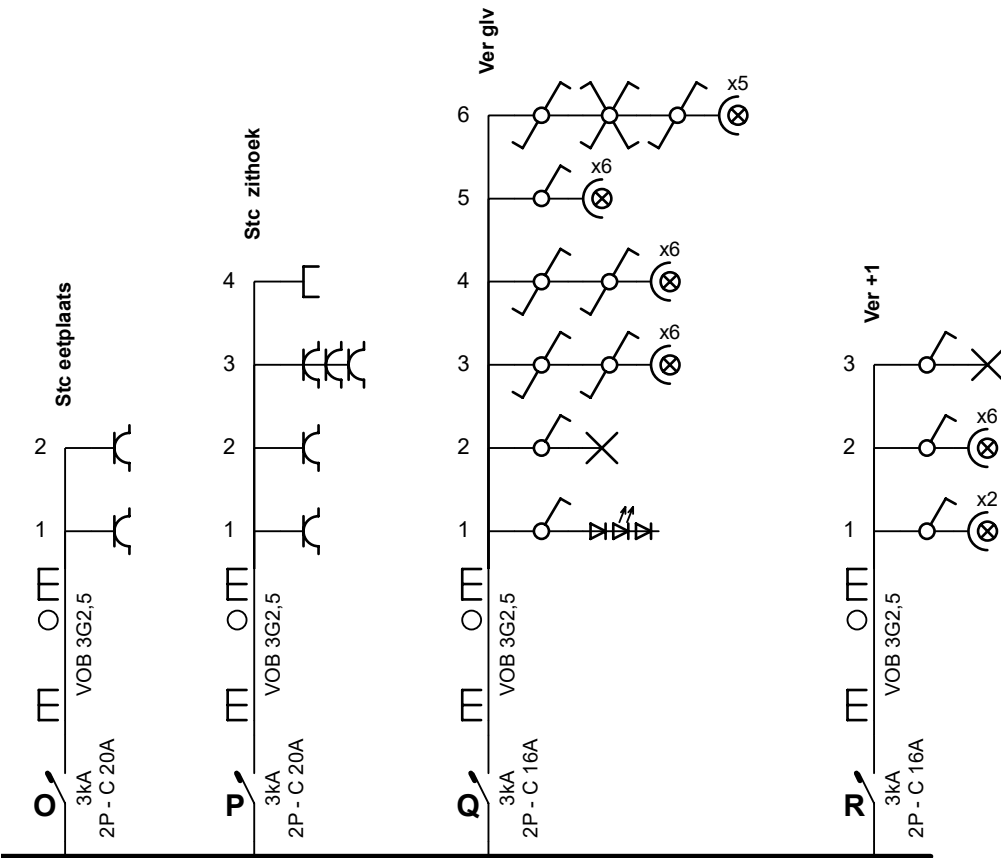 Stc eetplaats
2
1
VOB 3G2,5
O
3kA
2P - C 20A
Stc zithoek
4
3
2
1
VOB 3G2,5
P
3kA
2P - C 20A
Ver glv
6
x5
5
x6
4
x6
3
x6
2
1
VOB 3G2,5
Q
3kA
2P - C 16A
Ver +1
3
2
x6
1
x2
VOB 3G2,5
R
3kA
2P - C 16A